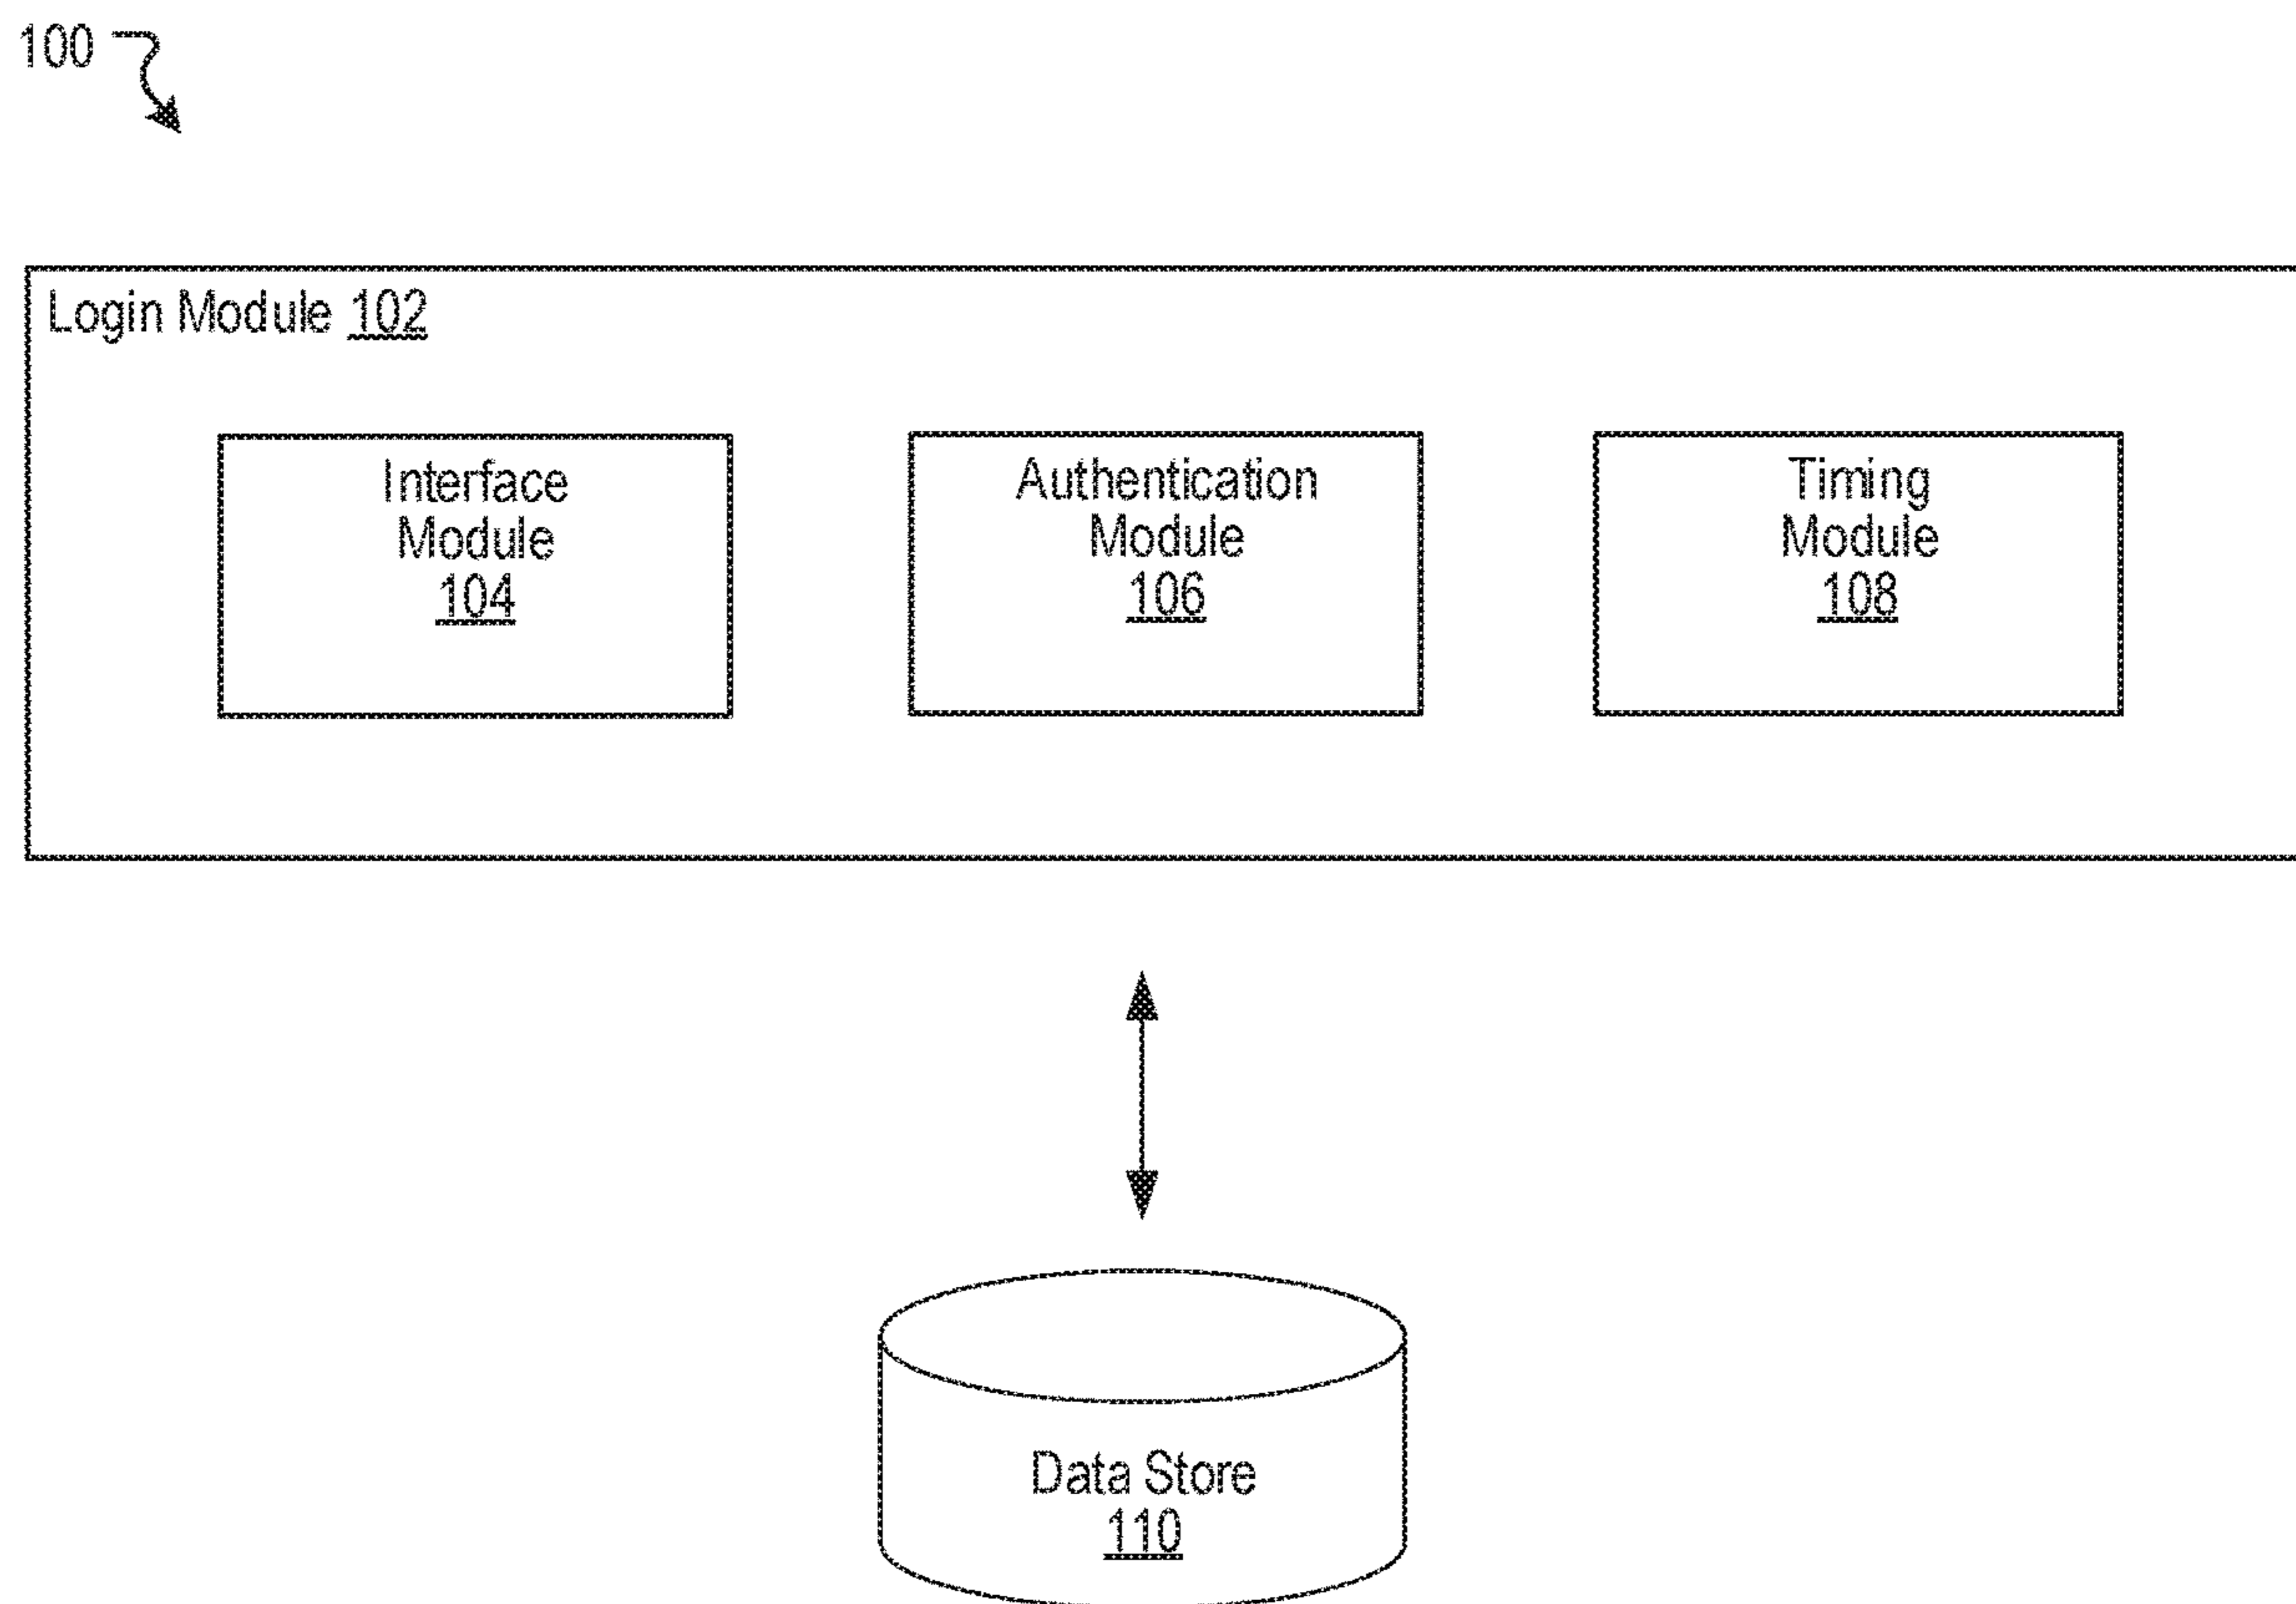 100
Login Module 102
Interface
Module
104
Authentication
Module
106
Timing
Module
108
Data Store
110